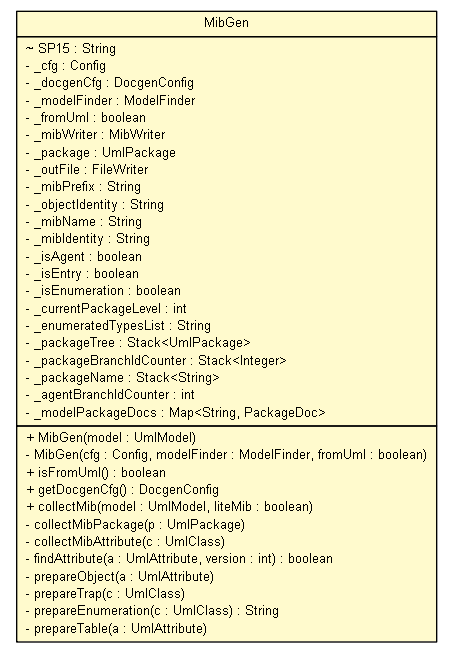 MibGen
~ SP15 : String
- _cfg : Config
- _docgenCfg : DocgenConfig
- _modelFinder : ModelFinder
- _fromUml : boolean
- _mibWriter : MibWriter
- _package : UmlPackage
- _outFile : FileWriter
- _mibPrefix : String
- _objectIdentity : String
- _mibName : String
- _mibIdentity : String
- _isAgent : boolean
- _isEntry : boolean
- _isEnumeration : boolean
- _currentPackageLevel : int
- _enumeratedTypesList : String
- _packageTree : Stack<UmlPackage>
- _packageBranchIdCounter : Stack<Integer>
- _packageName : Stack<String>
- _agentBranchIdCounter : int
- _modelPackageDocs : Map<String, PackageDoc>
+ MibGen(model : UmlModel)
- MibGen(cfg : Config, modelFinder : ModelFinder, fromUml : boolean)
+ isFromUml() : boolean
+ getDocgenCfg() : DocgenConfig
+ collectMib(model : UmlModel, liteMib : boolean)
- collectMibPackage(p : UmlPackage)
- collectMibAttribute(c : UmlClass)
- findAttribute(a : UmlAttribute, version : int) : boolean
- prepareObject(a : UmlAttribute)
- prepareTrap(c : UmlClass)
- prepareEnumeration(c : UmlClass) : String
- prepareTable(a : UmlAttribute)